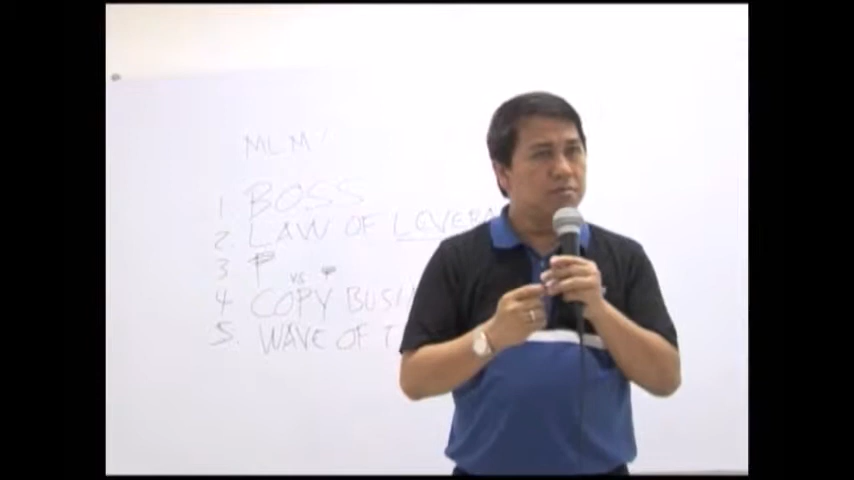 MLM
1 BOSS
2. LAW OF LEVERA
3 ₱ vs ₱
4 COPY BUSI
5. WAVE OF T